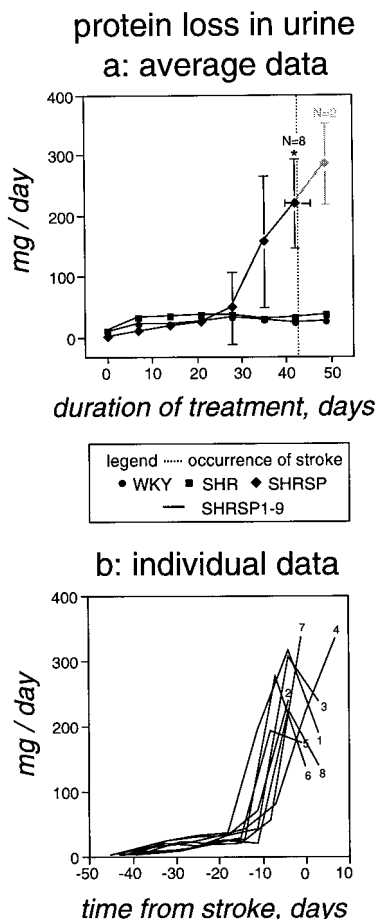 protein loss in urine
a: average data
mg / day
400
300
200
100
0
N=8
*
N=2
0 10 20 30 40 50
duration of treatment, days
legend occurrence of stroke
WKY SHR SHRSP
SHRSP1-9
b: individual data
mg / day
400
300
200
100
0
7 4
2 3
5 1
6 8
-50 -40 -30 -20 -10 0 10
time from stroke, days